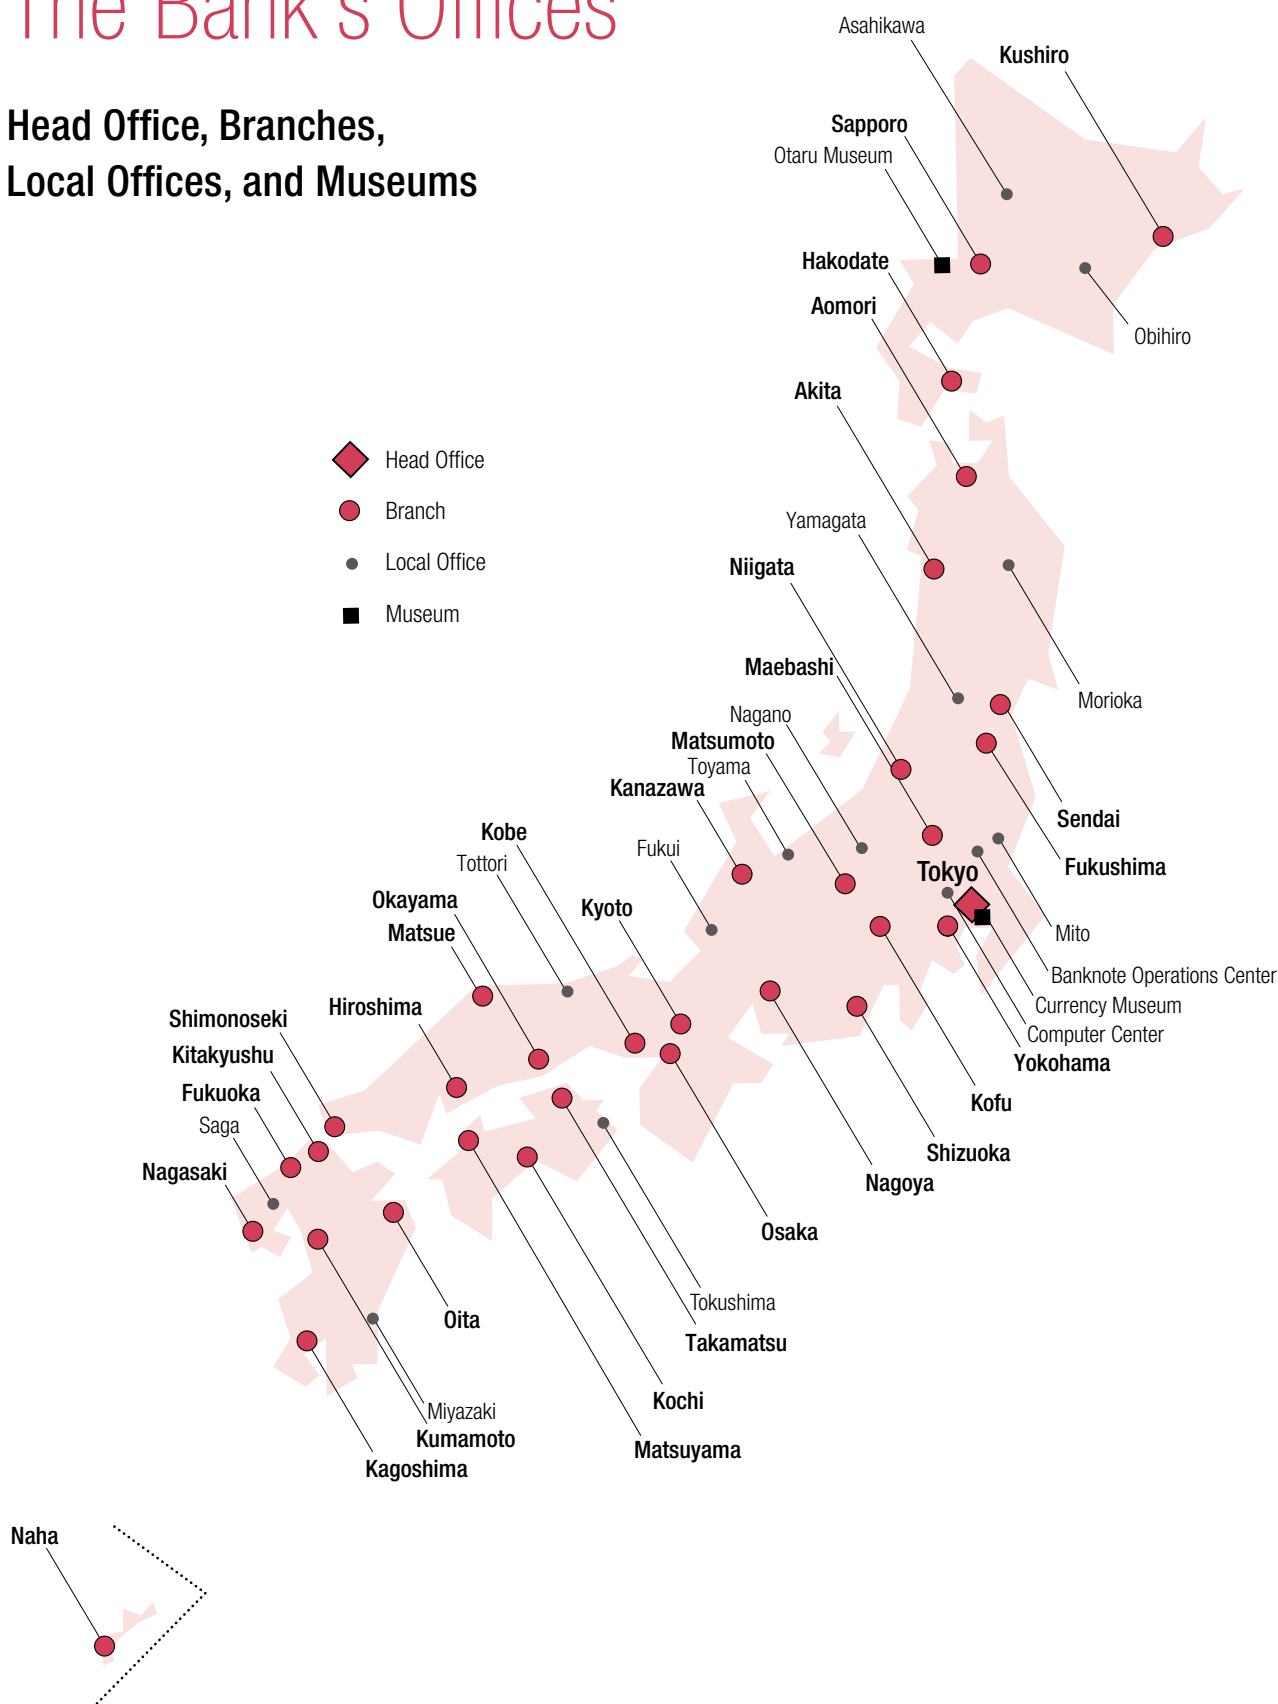 The Bank's Offices
Head Office, Branches,
Local Offices, and Museums
Asahikawa
Kushiro
Sapporo
Otaru Museum
Hakodate
Aomori
Obihiro
Akita
Head Office
Branch
Local Office
Museum
Yamagata
Niigata
Maebashi
Morioka
Nagano
Matsumoto
Toyama
Kanazawa
Sendai
Kobe
Fukui
Tottori
Fukushima
Tokyo
Okayama
Kyoto
Matsue
Mito
Banknote Operations Center
Hiroshima
Currency Museum
Shimonoseki
Computer Center
Kitakyushu
Yokohama
Fukuoka
Kofu
Saga
Shizuoka
Nagasaki
Nagoya
Osaka
Tokushima
Oita
Takamatsu
Kochi
Miyazaki
Kumamoto
Matsuyama
Kagoshima
Naha